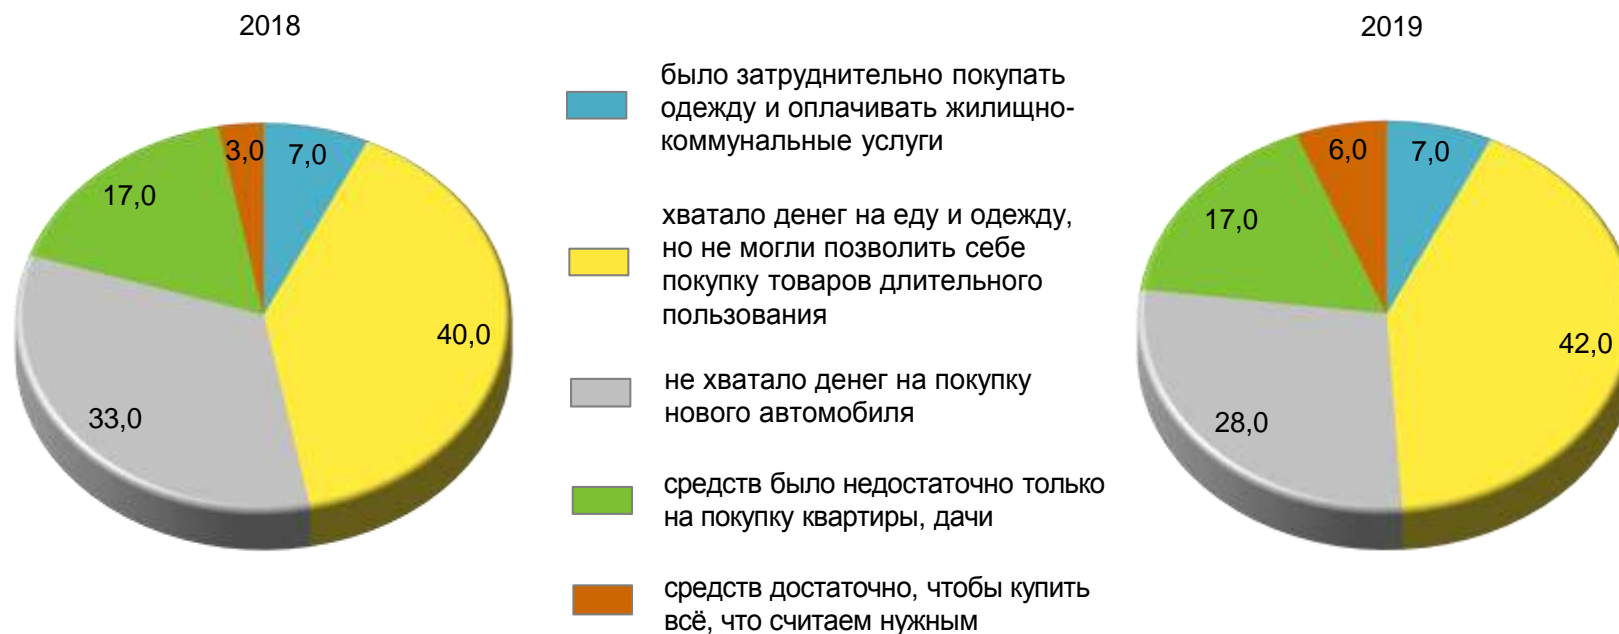 2018
3,0
7,0
17,0
40,0
33,0
было затруднительно покупать
одежду и оплачивать жилищно-
коммунальные услуги
хватало денег на еду и одежду,
но не могли позволить себе
покупку товаров длительного
пользования
не хватало денег на покупку
нового автомобиля
средств было недостаточно только
на покупку квартиры, дачи
средств достаточно, чтобы купить
всё, что считаем нужным
2019
6,0
7,0
17,0
42,0
28,0